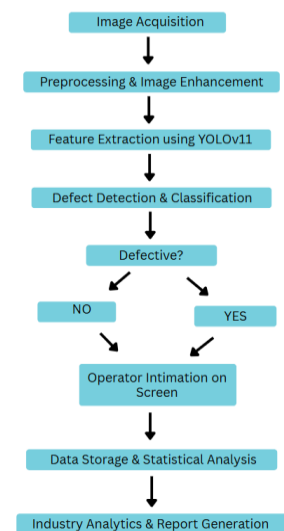 Image Acquisition
Preprocessing & Image Enhancement
Feature Extraction using YOLOv11
Defect Detection & Classification
Defective?
NO
YES
Operator Intimation on
Screen
Data Storage & Statistical Analysis
Industry Analytics & Report Generation